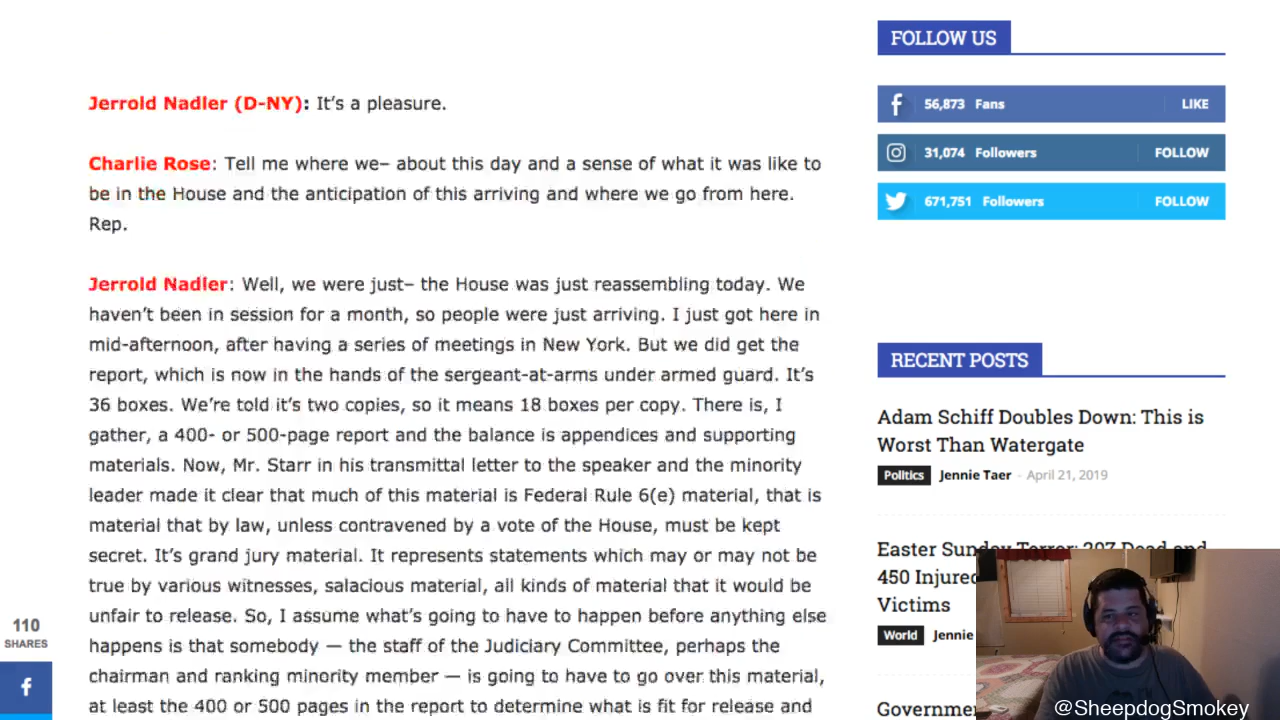 Jerrold Nadler (D-NY): It's a pleasure.
Charlie Rose: Tell me where we– about this day and a sense of what it was like to
be in the House and the anticipation of this arriving and where we go from here.
Rep.
Jerrold Nadler: Well, we were just– the House was just reassembling today. We
haven't been in session for a month, so people were just arriving. I just got here in
mid-afternoon, after having a series of meetings in New York. But we did get the
report, which is now in the hands of the sergeant-at-arms under armed guard. It's
36 boxes. We're told it's two copies, so it means 18 boxes per copy. There is, I
gather, a 400- or 500-page report and the balance is appendices and supporting
materials. Now, Mr. Starr in his transmittal letter to the speaker and the minority
leader made it clear that much of this material is Federal Rule 6(e) material, that is
material that by law, unless contravened by a vote of the House, must be kept
secret. It's grand jury material. It represents statements which may or may not be
true by various witnesses, salacious material, all kinds of material that it would be
unfair to release. So, I assume what's going to have to happen before anything else
happens is that somebody — the staff of the Judiciary Committee, perhaps the
chairman and ranking minority member — is going to have to go over this material,
at least the 400 or 500 pages in the report to determine what is fit for release and
110
SHARES
f
FOLLOW US
56,873 Fans LIKE
31,074 Followers FOLLOW
671,751 Followers FOLLOW
RECENT POSTS
Adam Schiff Doubles Down: This is
Worst Than Watergate
Politics Jennie Taer - April 21, 2019
Easter Sunday Terror: 207 Dead and
450 Injured
Victims
World Jennie
Governme
@SheepdogSmokey